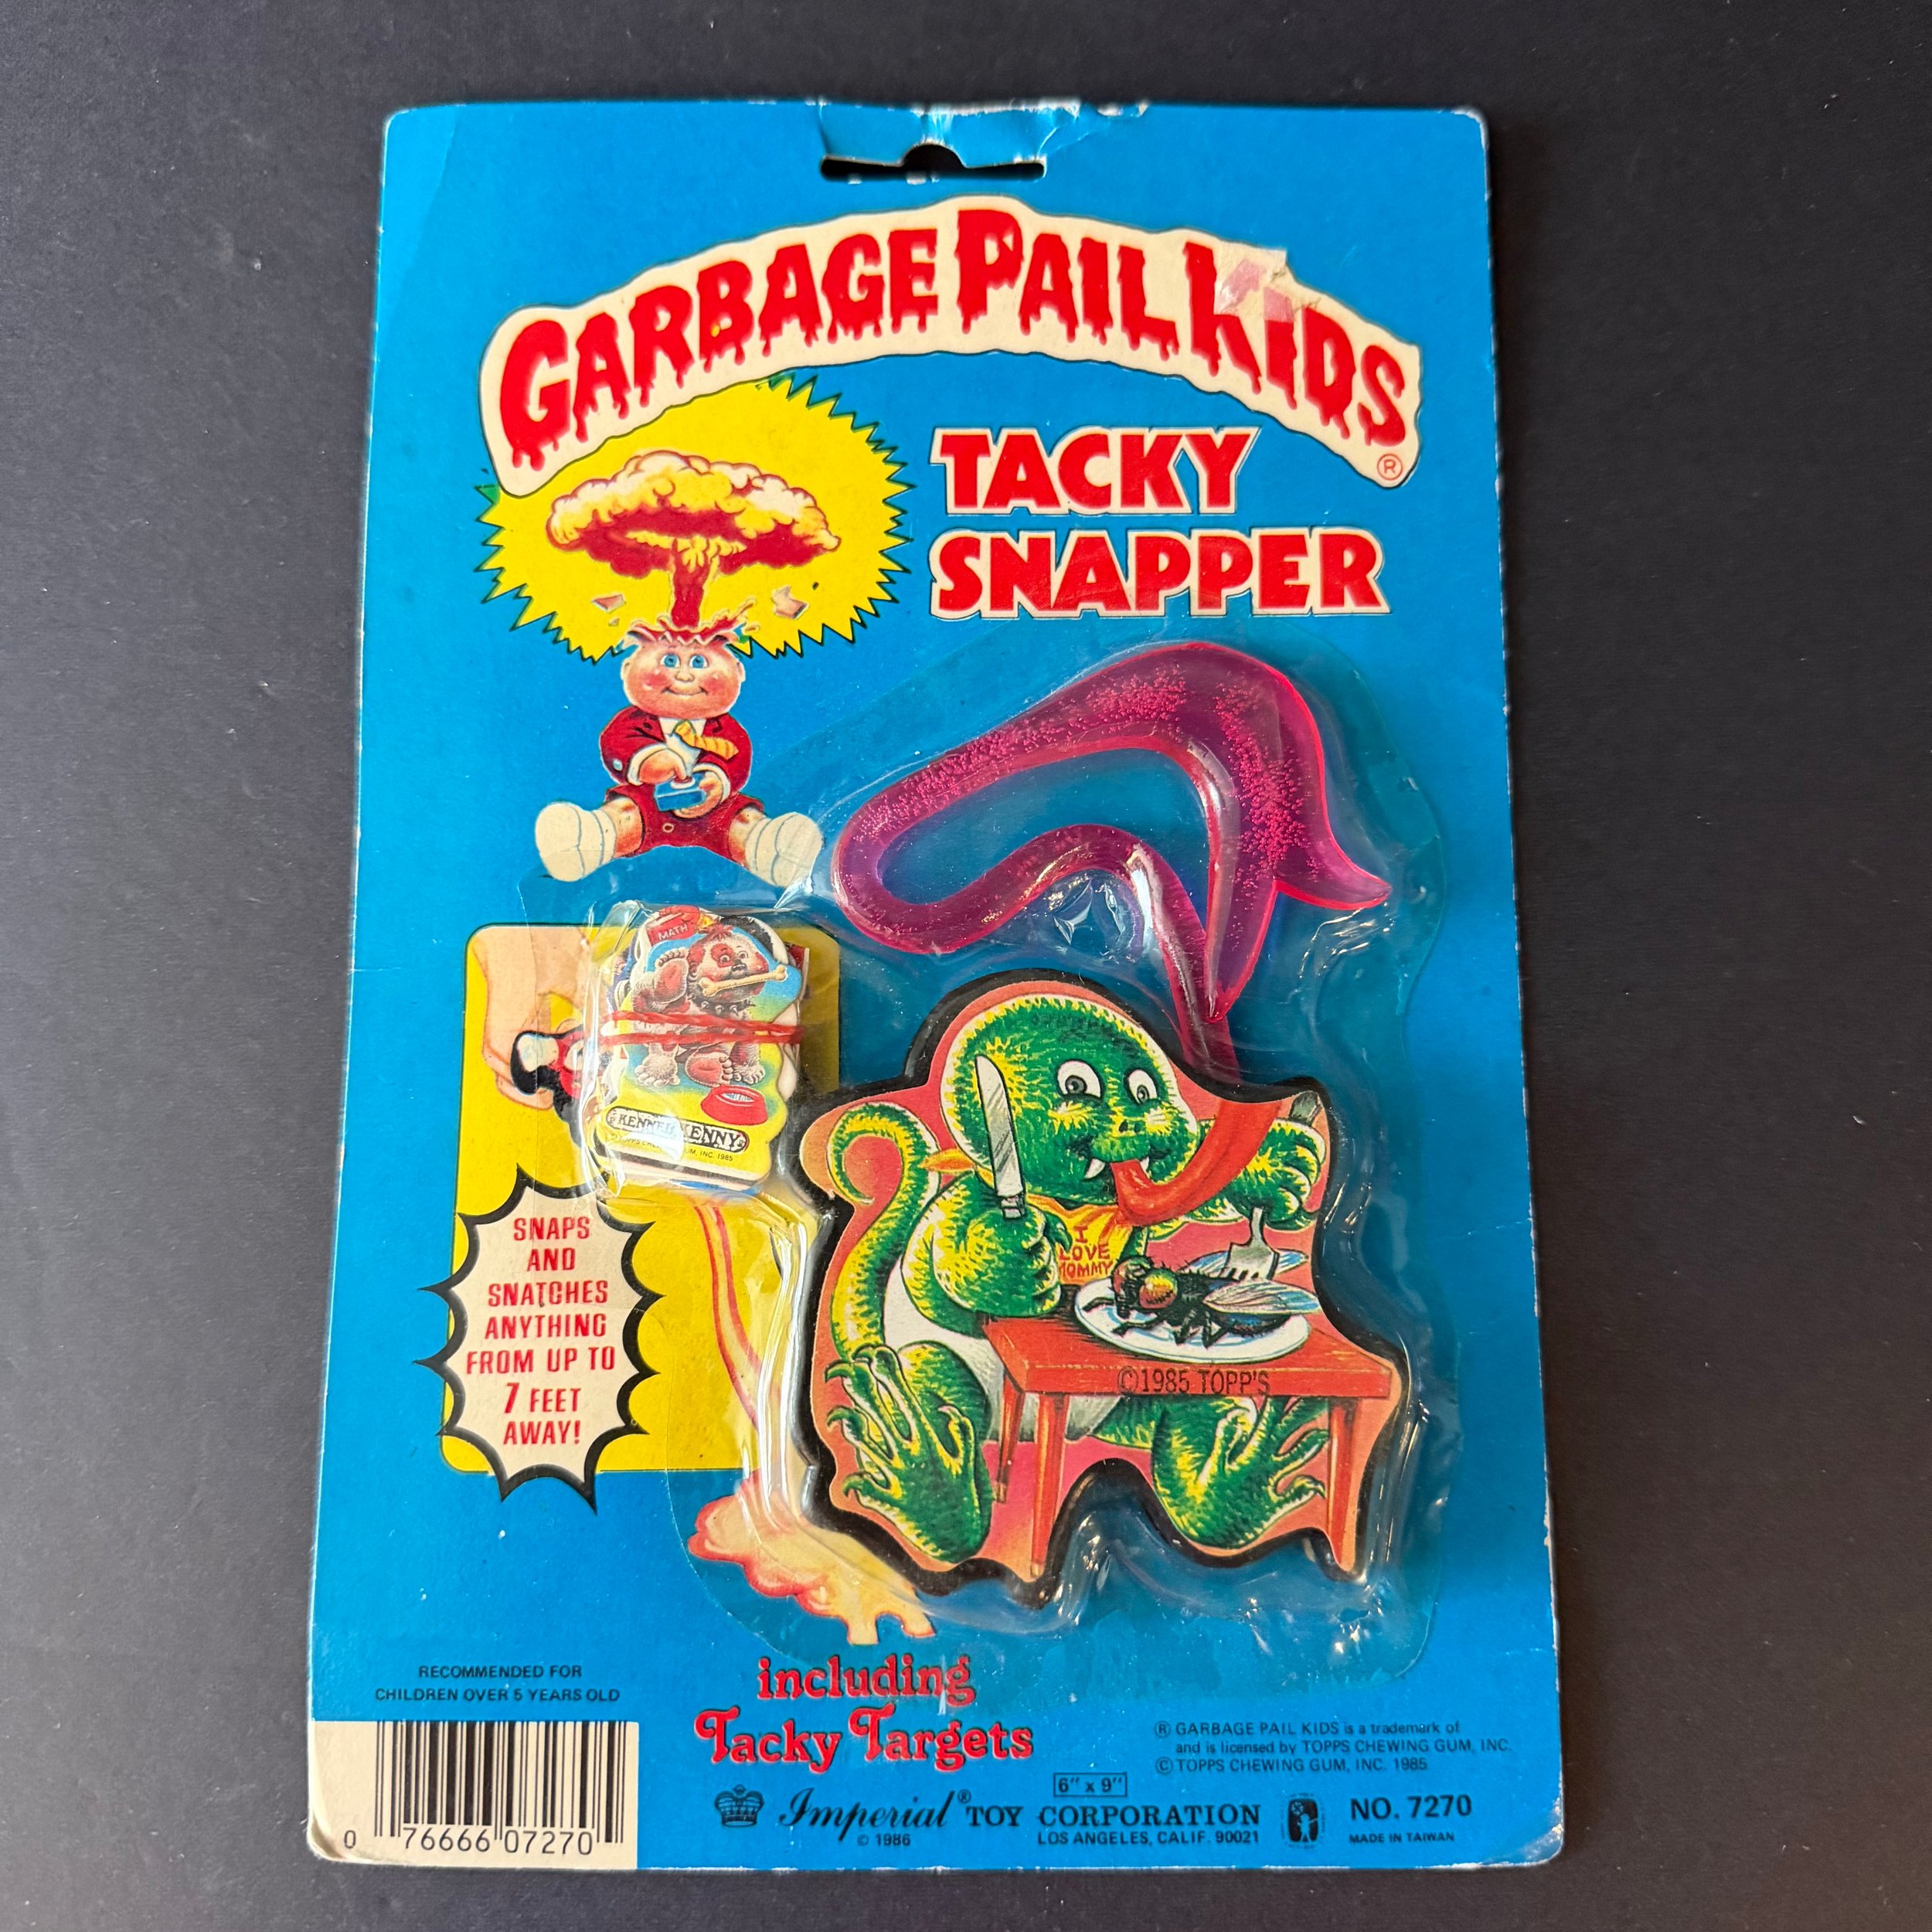 GARBAGE PAIL KIDS ®
TACKY
SNAPPER
MATH
KENNEL KENNY
UM, INC. 1985
I
LOVE
MOMMY
©1985 TOPP'S
SNAPS
AND
SNATCHES
ANYTHING
FROM UP TO
7 FEET
AWAY!
RECOMMENDED FOR
CHILDREN OVER 5 YEARS OLD
including
Tacky Targets
® GARBAGE PAIL KIDS is a trademark of
and is licensed by TOPPS CHEWING GUM, INC.
© TOPPS CHEWING GUM, INC. 1985
6" x 9"
Imperial® TOY CORPORATION
© 1986
LOS ANGELES, CALIF. 90021
NO. 7270
MADE IN TAIWAN
0 76666 07270